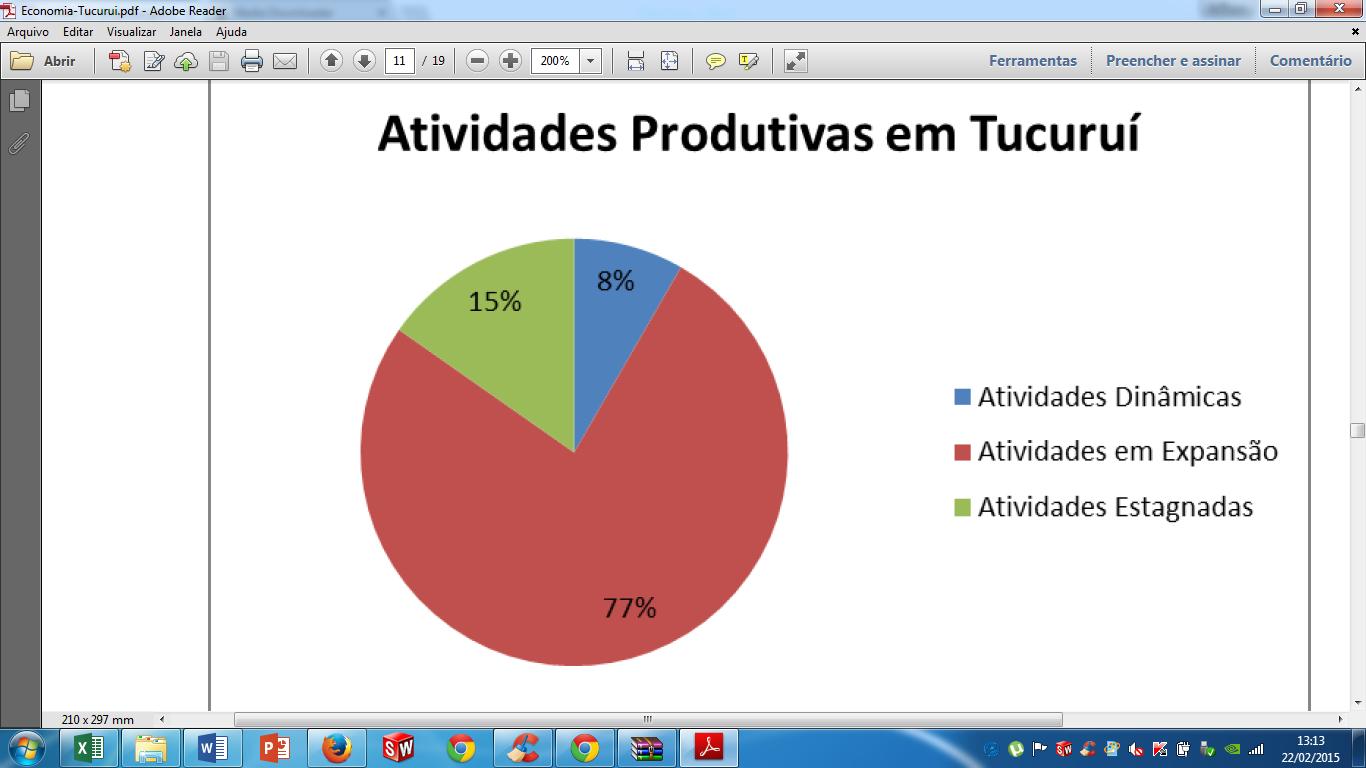 Economia-Tucurui.pdf - Adobe Reader
Arquivo Editar Visualizar Janela Ajuda
Abrir 11 / 19 200% Ferramentas Preencher e assinar Comentário
Atividades Produtivas em Tucuruí
8%
15%
77%
Atividades Dinâmicas
Atividades em Expansão
Atividades Estagnadas
210 x 297 mm
13:13
22/02/2015